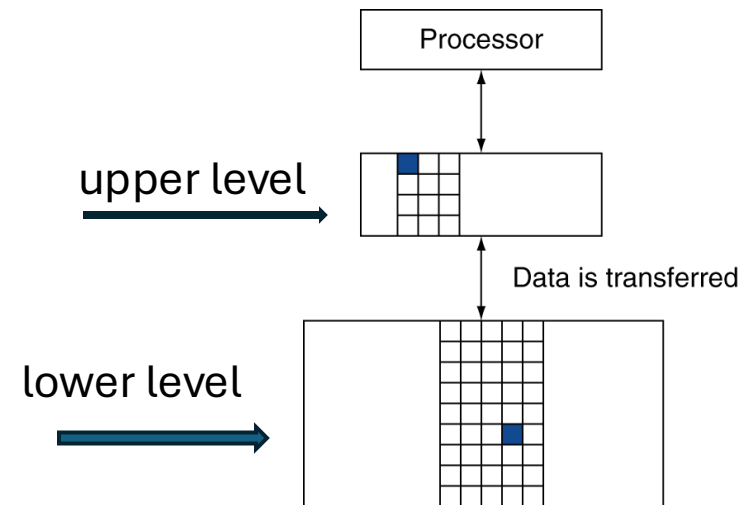 Processor
upper level
Data is transferred
lower level